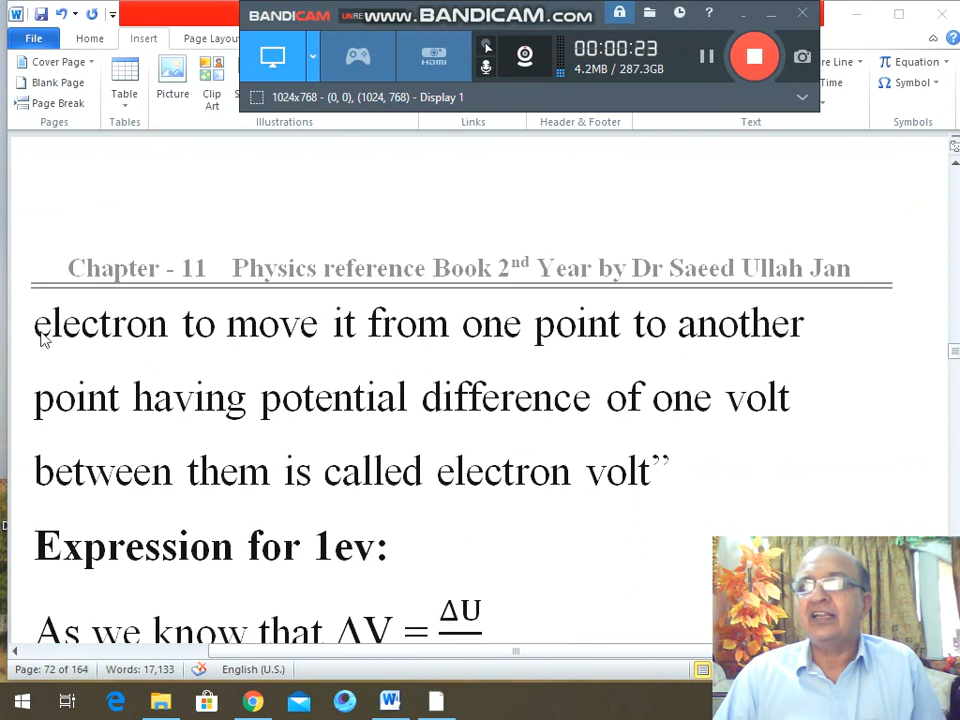 BANDICAM UNRE www.BANDICAM.com
File Home Insert Page Layou
HDMI
00:00:23
4.2MB / 287.3GB
1024x768 - (0, 0), (1024, 768) - Display 1
Cover Page
Blank Page
Page Break
Table
Picture
Clip
Art
re Line
Time
Equation
Symbol
Pages Tables Illustrations Links Header & Footer Text Symbols
Chapter - 11 Physics reference Book 2nd Year by Dr Saeed Ullah Jan
electron to move it from one point to another
point having potential difference of one volt
between them is called electron volt”
Expression for 1ev:
As we know that ΔV = ΔU
Page: 72 of 164 Words: 17,133 English (U.S.)